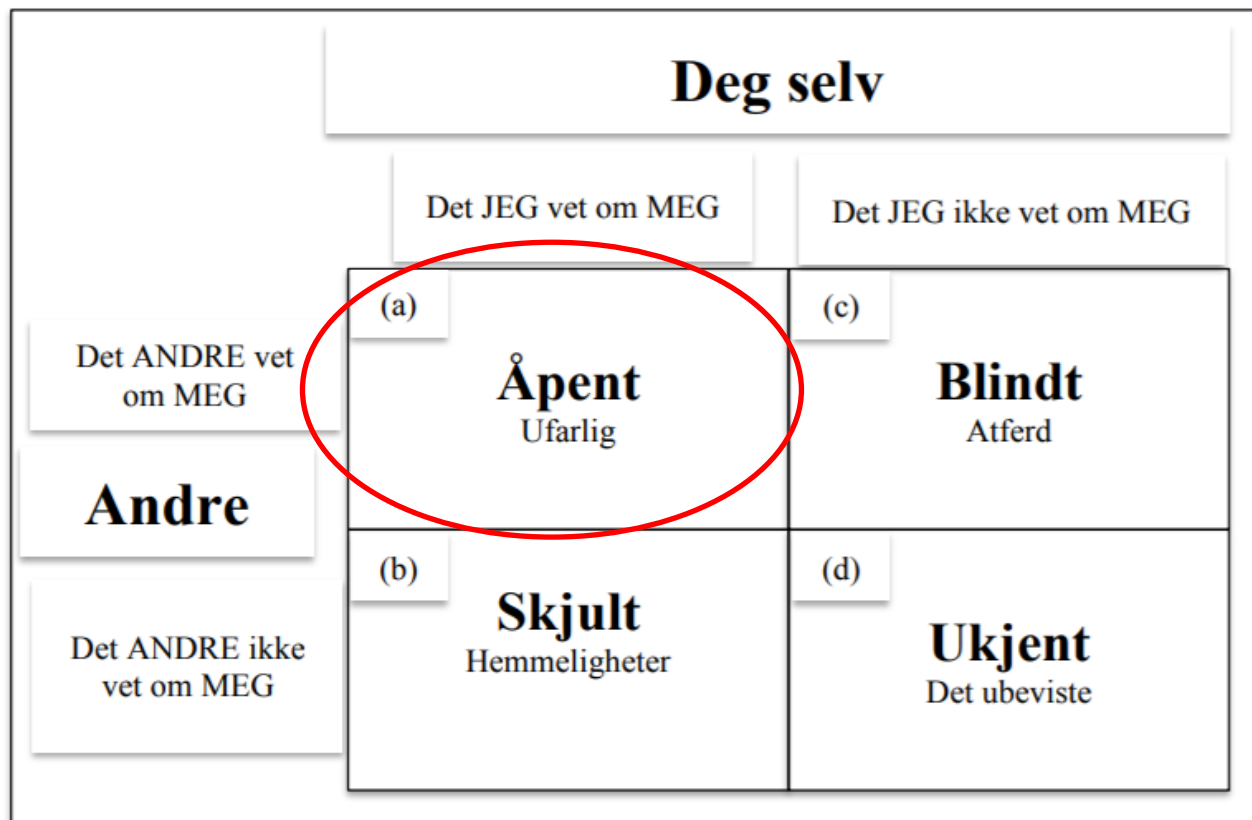 Deg selv
Det JEG vet om MEG
Det JEG ikke vet om MEG
Det ANDRE vet
om MEG
(a)
Åpent
Ufarlig
(c)
Blindt
Atferd
Andre
Det ANDRE ikke
vet om MEG
(b)
Skjult
Hemmeligheter
(d)
Ukjent
Det ubeviste